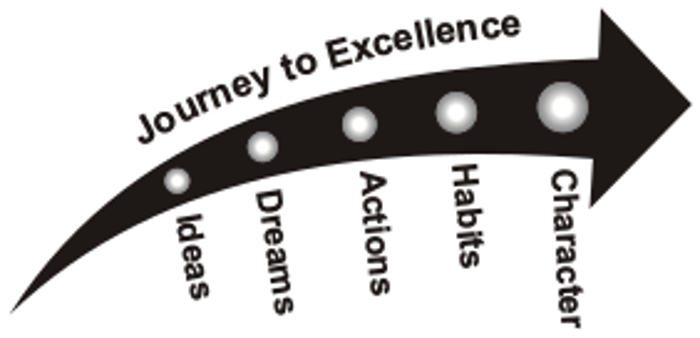 Journey to Excellence
Ideas
Dreams
Actions
Habits
Character